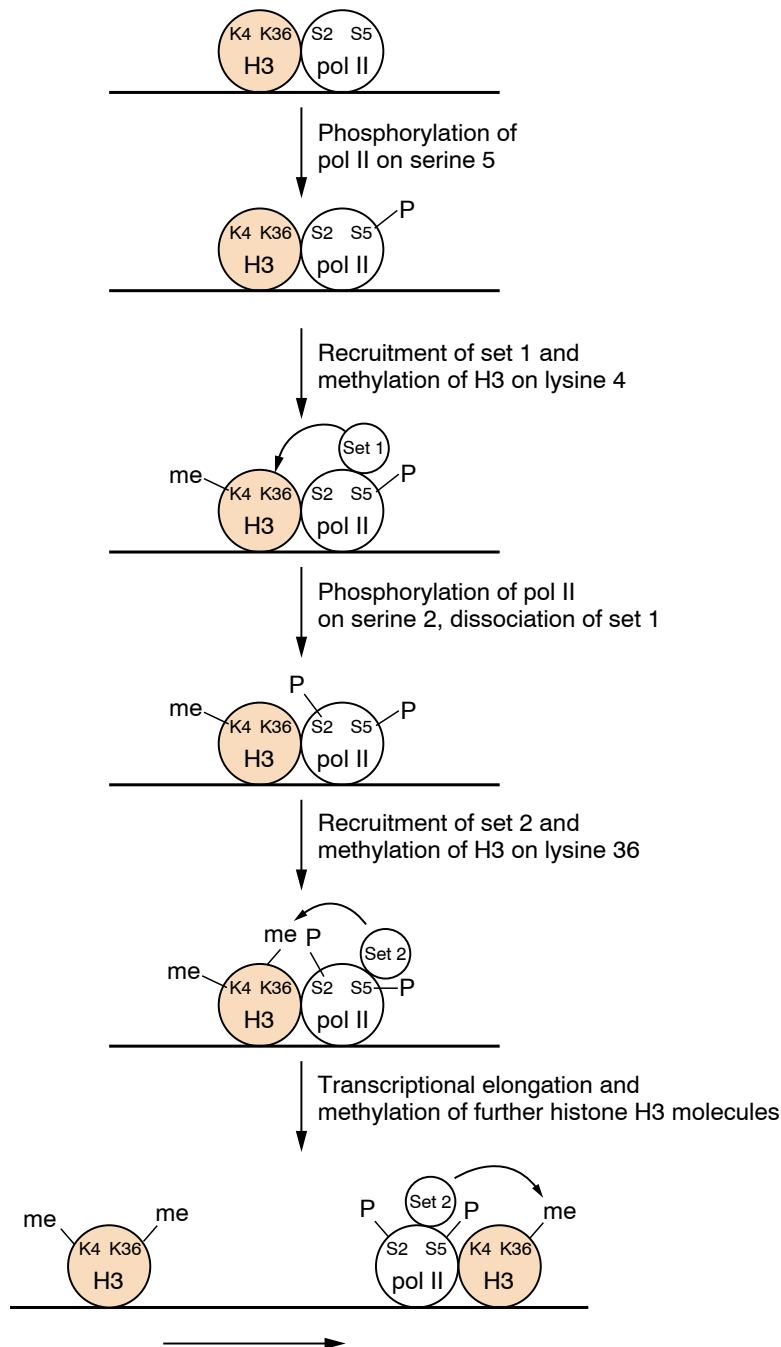 K4 K36 S2 S5
H3 pol II
Phosphorylation of
pol II on serine 5
P
K4 K36 S2 S5
H3 pol II
Recruitment of set 1 and
methylation of H3 on lysine 4
Set 1
me P
K4 K36 S2 S5
H3 pol II
Phosphorylation of pol II
on serine 2, dissociation of set 1
P
me P
K4 K36 S2 S5
H3 pol II
Recruitment of set 2 and
methylation of H3 on lysine 36
me P
Set 2
me
K4 K36 S2 S5 P
H3 pol II
Transcriptional elongation and
methylation of further histone H3 molecules
me me P Set 2 P me
K4 K36 S2 S5 K4 K36
H3 pol II H3